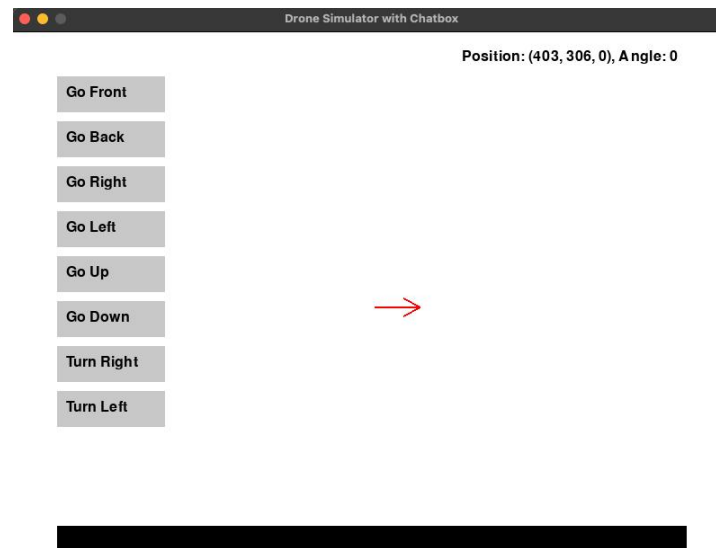 Drone Simulator with Chatbox
Position: (403, 306, 0), Angle: 0
Go Front
Go Back
Go Right
Go Left
Go Up
Go Down
Turn Right
Turn Left